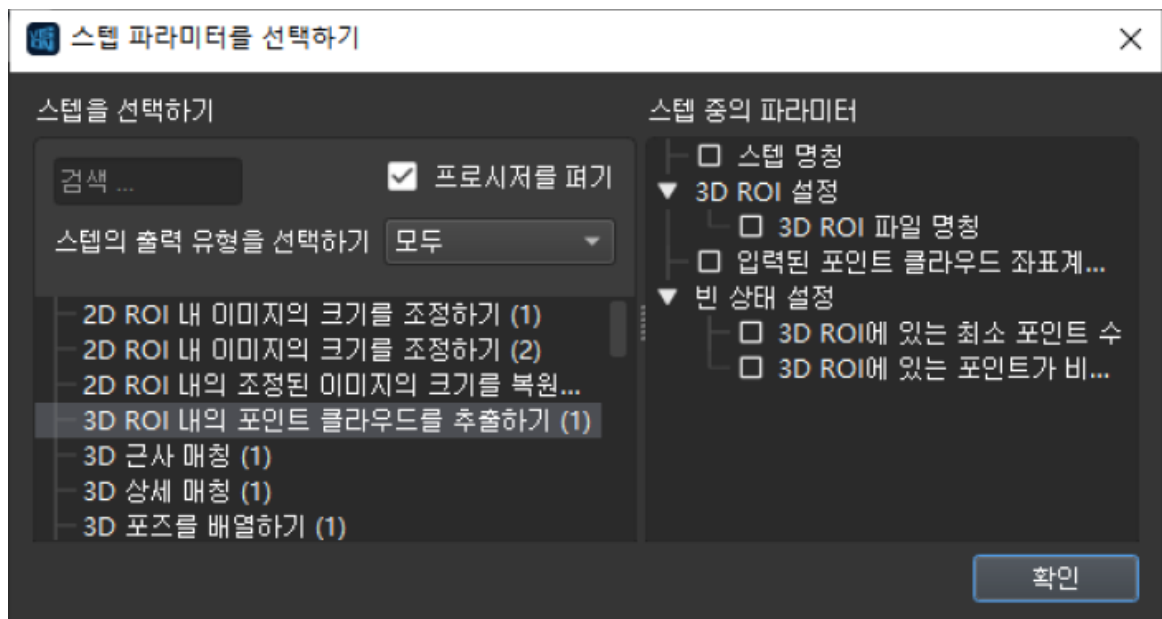 스텝 파라미터를 선택하기
스텝을 선택하기
검색 ...
프로시저를 펴기
스텝의 출력 유형을 선택하기 모두
2D ROI 내 이미지의 크기를 조정하기 (1)
2D ROI 내 이미지의 크기를 조정하기 (2)
2D ROI 내의 조정된 이미지의 크기를 복원...
3D ROI 내의 포인트 클라우드를 추출하기 (1)
3D 근사 매칭 (1)
3D 상세 매칭 (1)
3D 포즈를 배열하기 (1)
스텝 중의 파라미터
스텝 명칭
3D ROI 설정
3D ROI 파일 명칭
입력된 포인트 클라우드 좌표계...
빈 상태 설정
3D ROI에 있는 최소 포인트 수
3D ROI에 있는 포인트가 비...
확인